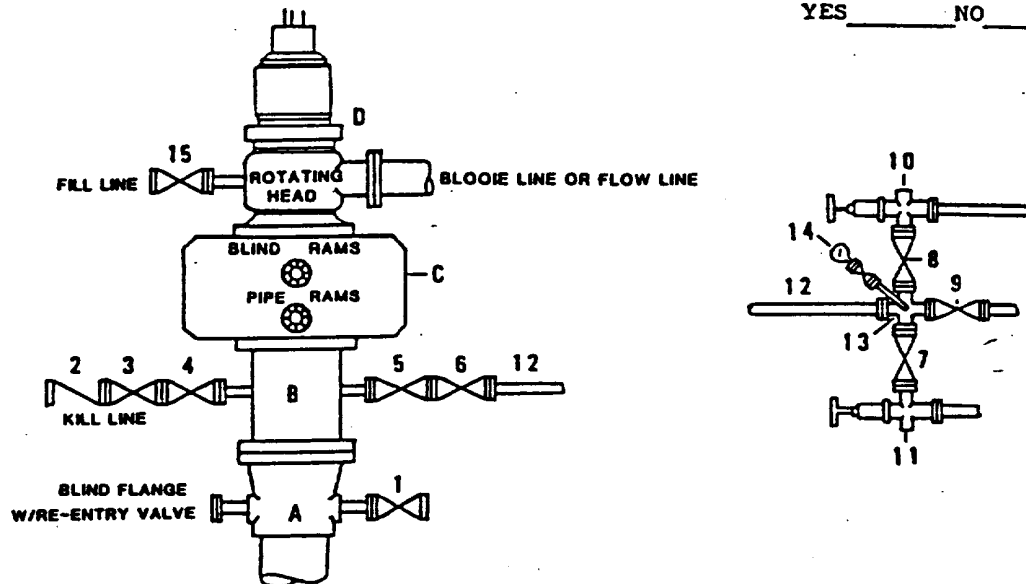 YES NO
D
15
FILL LINE
ROTATING
HEAD
BLOOIE LINE OR FLOW LINE
BLIND RAMS
C
PIPE RAMS
2 3 4 5 6 12
B
KILL LINE
BLIND FLANGE
W/RE-ENTRY VALVE
A
1
10
14
8
12
9
13
7
11